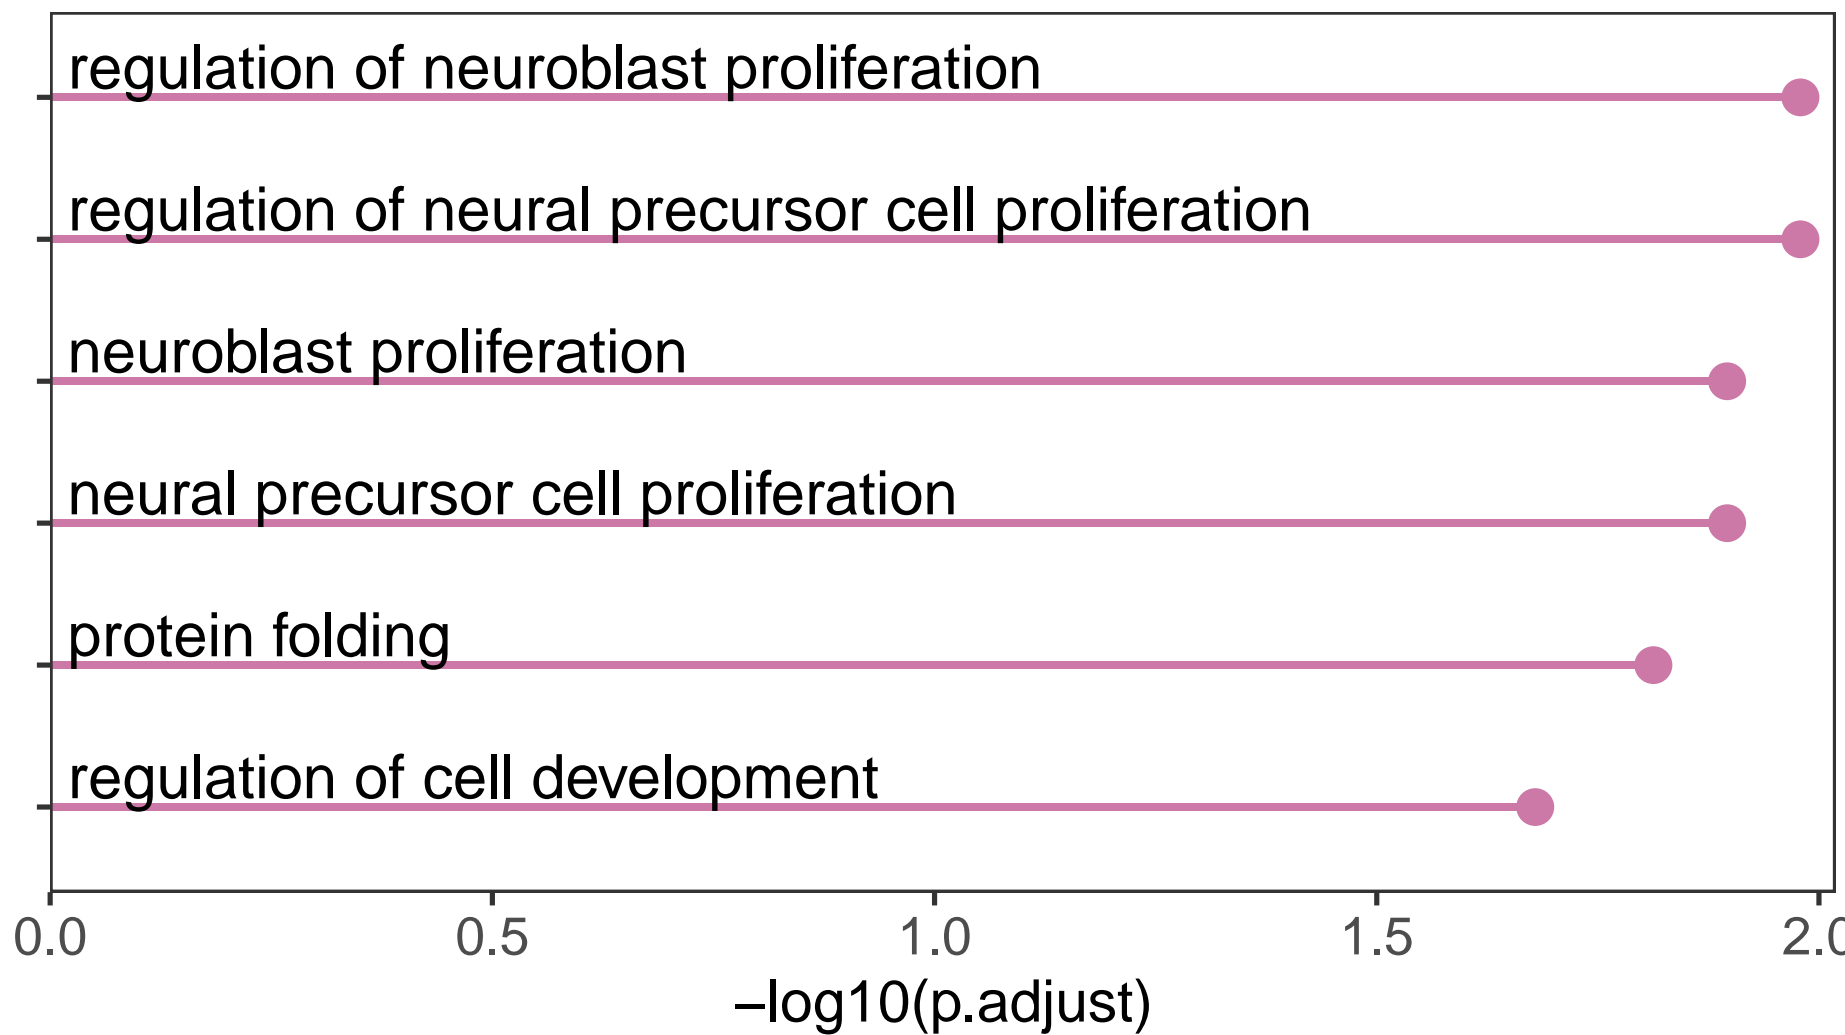 regulation of neuroblast proliferation
regulation of neural precursor cell proliferation
neuroblast proliferation
neural precursor cell proliferation
protein folding
regulation of cell development
0.0 0.5 1.0 1.5 2.0
−log10(p.adjust)